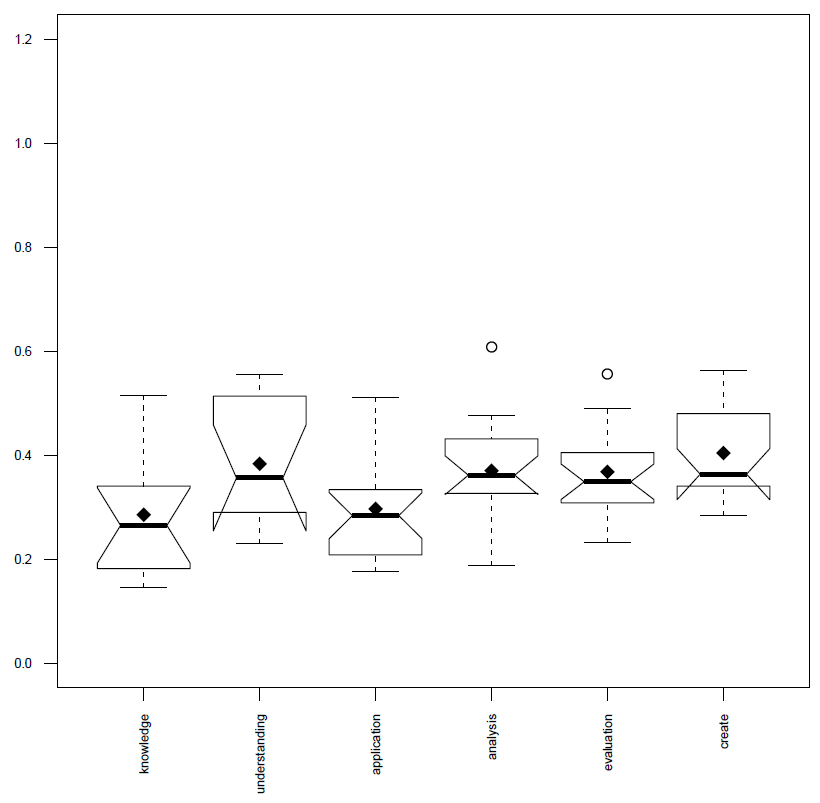 1.2
1.0
0.8
0.6
0.4
0.2
0.0
knowledge
understanding
application
analysis
evaluation
create